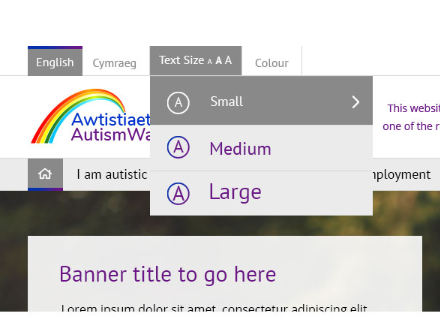 English Cymraeg Text Size A A A Colour
A Small
A Medium
A Large
Awtistiaet
AutismWa
This websit
one of the r
I am autistic
mployment
Banner title to go here
Lorem ipsum dolor sit amet, consectetur adipiscing elit